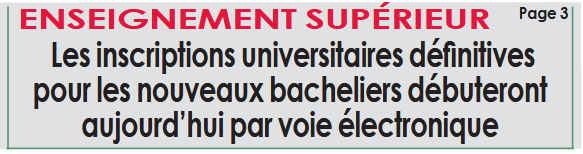 ENSEIGNEMENT SUPÉRIEUR Page 3
Les inscriptions universitaires définitives
pour les nouveaux bacheliers débuteront
aujourd'hui par voie électronique